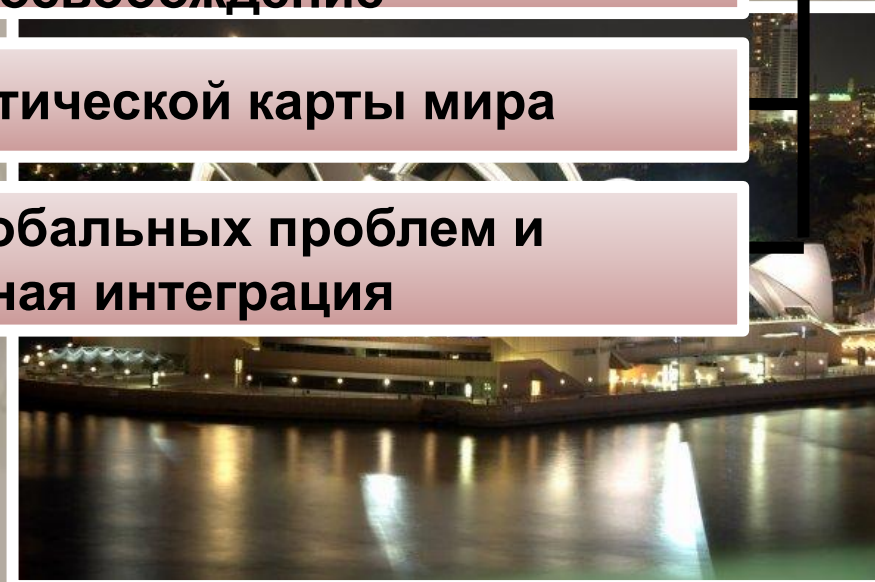 тической карты мира
обальных проблем и
ная интеграция